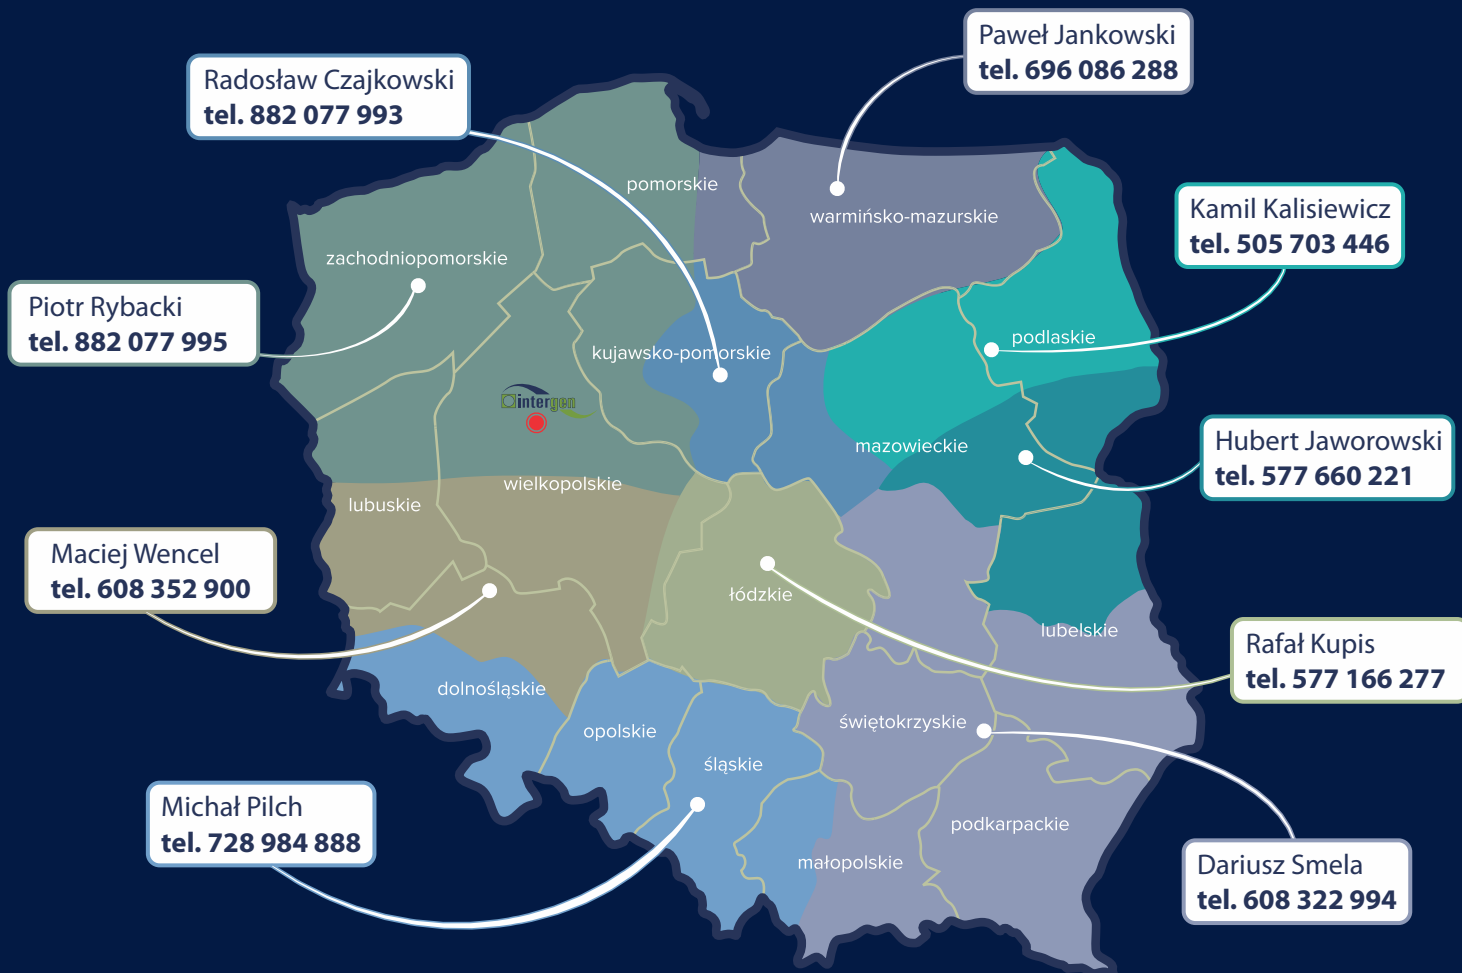 Paweł Jankowski
tel. 696 086 288
Radosław Czajkowski
tel. 882 077 993
pomorskie
warmińsko-mazurskie
Kamil Kalisiewicz
tel. 505 703 446
zachodniopomorskie
Piotr Rybacki
tel. 882 077 995
podlaskie
kujawsko-pomorskie
intergen
mazowieckie
Hubert Jaworowski
tel. 577 660 221
wielkopolskie
lubuskie
Maciej Wencel
tel. 608 352 900
łódzkie
lubelskie
Rafał Kupis
tel. 577 166 277
dolnośląskie
opolskie
świętokrzyskie
śląskie
Michał Pilch
tel. 728 984 888
podkarpackie
małopolskie
Dariusz Smela
tel. 608 322 994